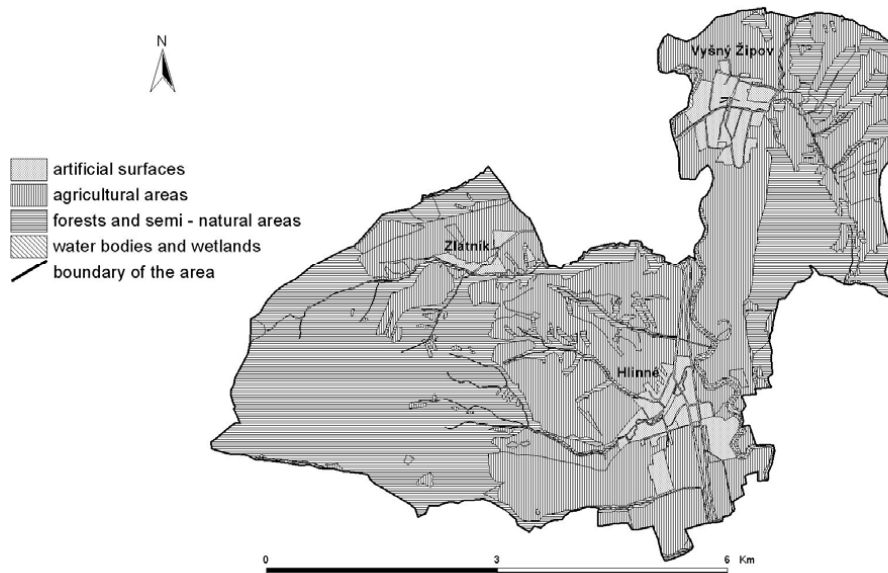 N
Vyšný Žipov
artificial surfaces
agricultural areas
forests and semi - natural areas
water bodies and wetlands
boundary of the area
Zlatník
Hlinné
0 3 6 Km